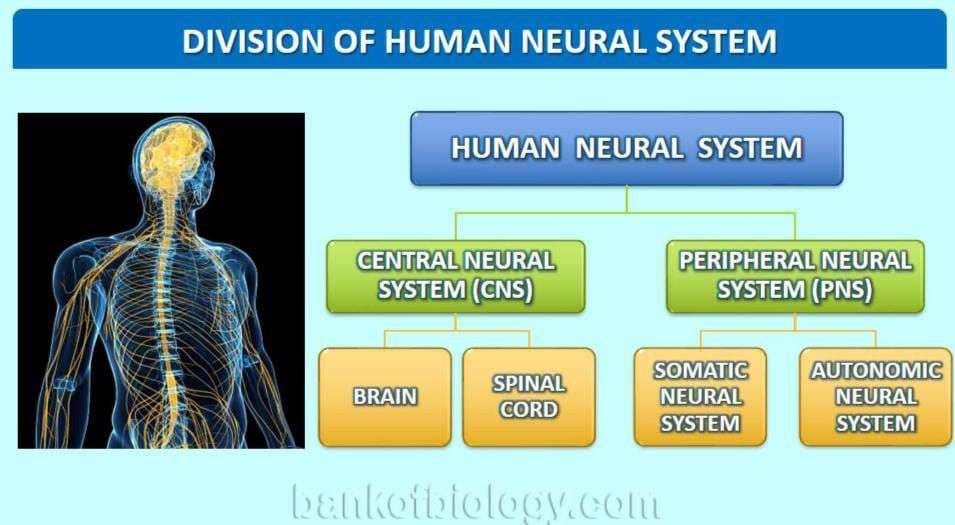 DIVISION OF HUMAN NEURAL SYSTEM
HUMAN NEURAL SYSTEM
CENTRAL NEURAL
SYSTEM (CNS)
PERIPHERAL NEURAL
SYSTEM (PNS)
BRAIN
SPINAL
CORD
SOMATIC
NEURAL
SYSTEM
AUTONOMIC
NEURAL
SYSTEM
bankofbiology.com